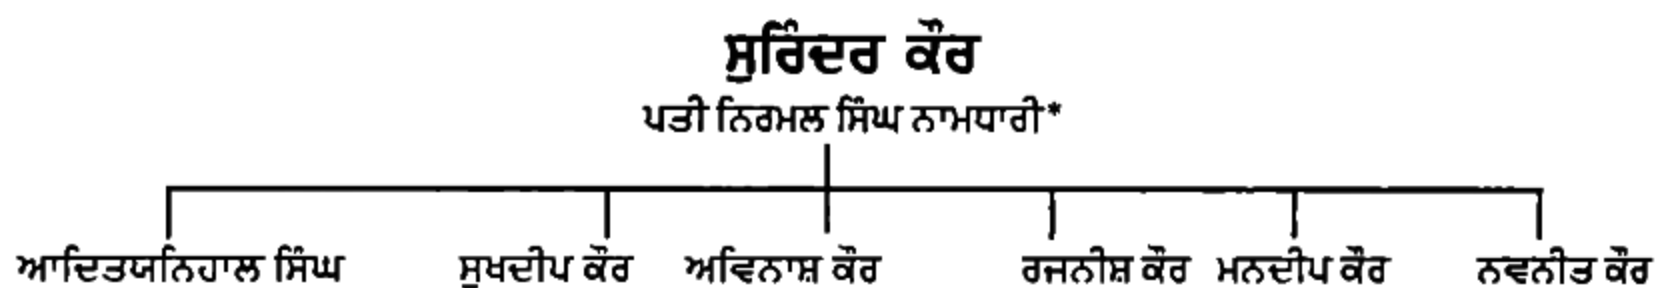 ਸੁਰਿੰਦਰ ਕੌਰ
ਪਤੀ ਨਿਰਮਲ ਸਿੰਘ ਨਾਮਧਾਰੀ*
ਆਦਿਤਯਨਿਹਾਲ ਸਿੰਘ ਸੁਖਦੀਪ ਕੌਰ ਅਵਿਨਾਸ਼ ਕੌਰ ਰਜਨੀਸ਼ ਕੌਰ ਮਨਦੀਪ ਕੌਰ ਨਵਨੀਤ ਕੌਰ